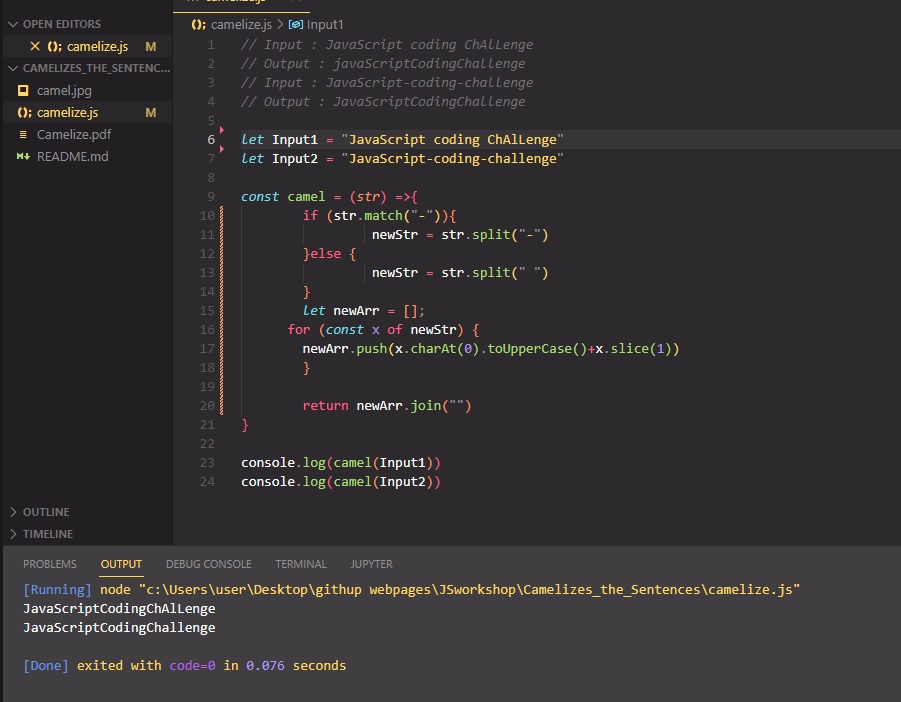 OPEN EDITORS
camelize.js M
CAMELIZES_THE_SENTENC...
camel.jpg
camelize.js M
Camelize.pdf
README.md
OUTLINE
TIMELINE
camelize.js > Input1
1 // Input : JavaScript coding ChAlLenge
2 // Output : javaScriptCodingChallenge
3 // Input : JavaScript-coding-challenge
4 // Output : JavaScriptCodingChallenge
5
6 let Input1 = "JavaScript coding ChAlLenge"
7 let Input2 = "JavaScript-coding-challenge"
8
9 const camel = (str) =>{
10 if (str.match("-")){
11 newStr = str.split("-")
12 }else {
13 newStr = str.split(" ")
14 }
15 let newArr = [];
16 for (const x of newStr) {
17 newArr.push(x.charAt(0).toUpperCase()+x.slice(1))
18 }
19
20 return newArr.join("")
21 }
22
23 console.log(camel(Input1))
24 console.log(camel(Input2))
PROBLEMS OUTPUT DEBUG CONSOLE TERMINAL JUPYTER
[Running] node "c:\Users\user\Desktop\githup webpages\JSworkshop\Camelizes_the_Sentences\camelize.js"
JavaScriptCodingChAlLenge
JavaScriptCodingChallenge
[Done] exited with code=0 in 0.076 seconds